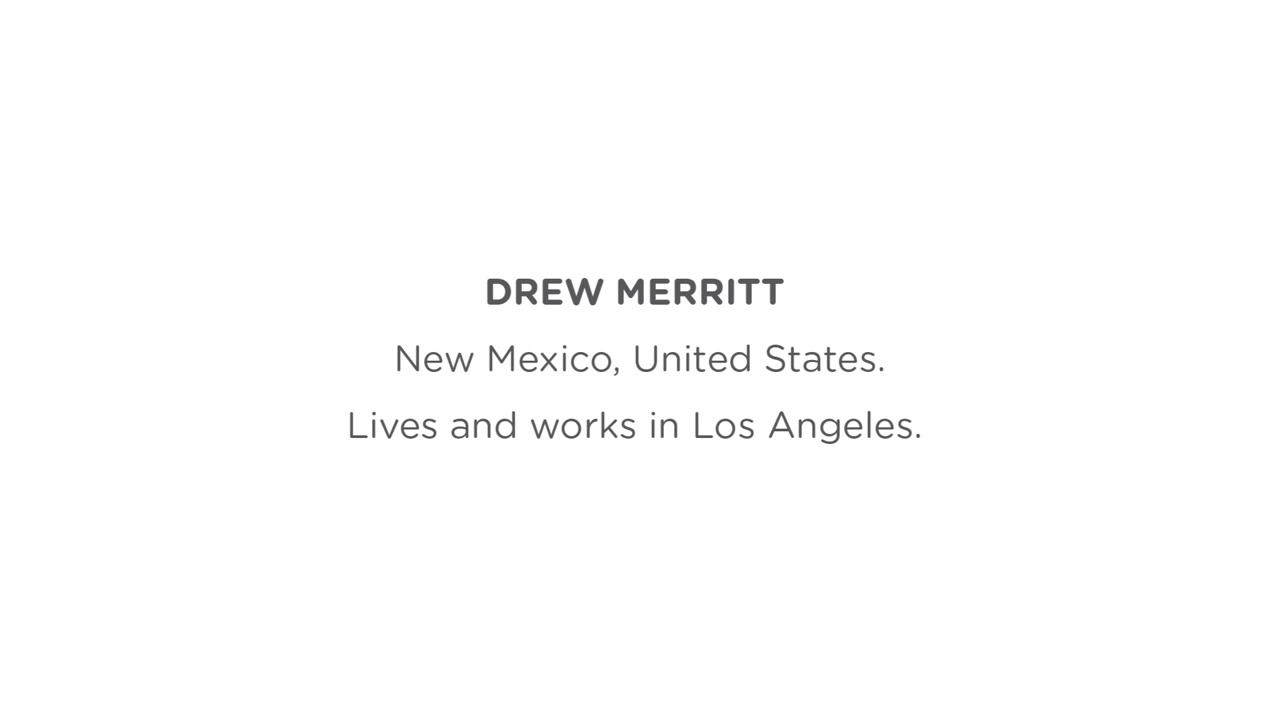 DREW MERRITT
New Mexico, United States.
Lives and works in Los Angeles.